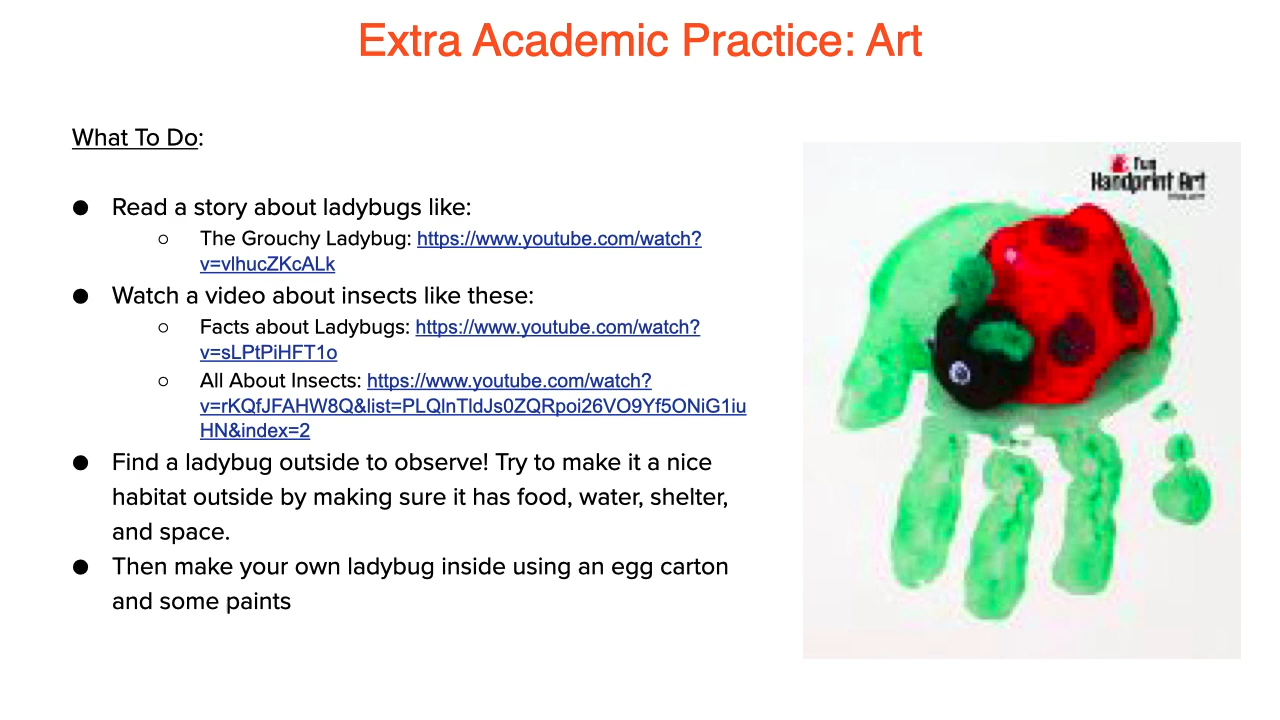 Extra Academic Practice: Art
What To Do:
● Read a story about ladybugs like:
○ The Grouchy Ladybug: https://www.youtube.com/watch?
v=vlhucZKcALk
● Watch a video about insects like these:
○ Facts about Ladybugs: https://www.youtube.com/watch?
v=sLPtPiHFT1o
○ All About Insects: https://www.youtube.com/watch?
v=rKQfJFAHW8Q&list=PLQlnTldJs0ZQRpoi26VO9Yf5ONiG1iu
HN&index=2
● Find a ladybug outside to observe! Try to make it a nice
habitat outside by making sure it has food, water, shelter,
and space.
● Then make your own ladybug inside using an egg carton
and some paints
Fun
Handprint Art